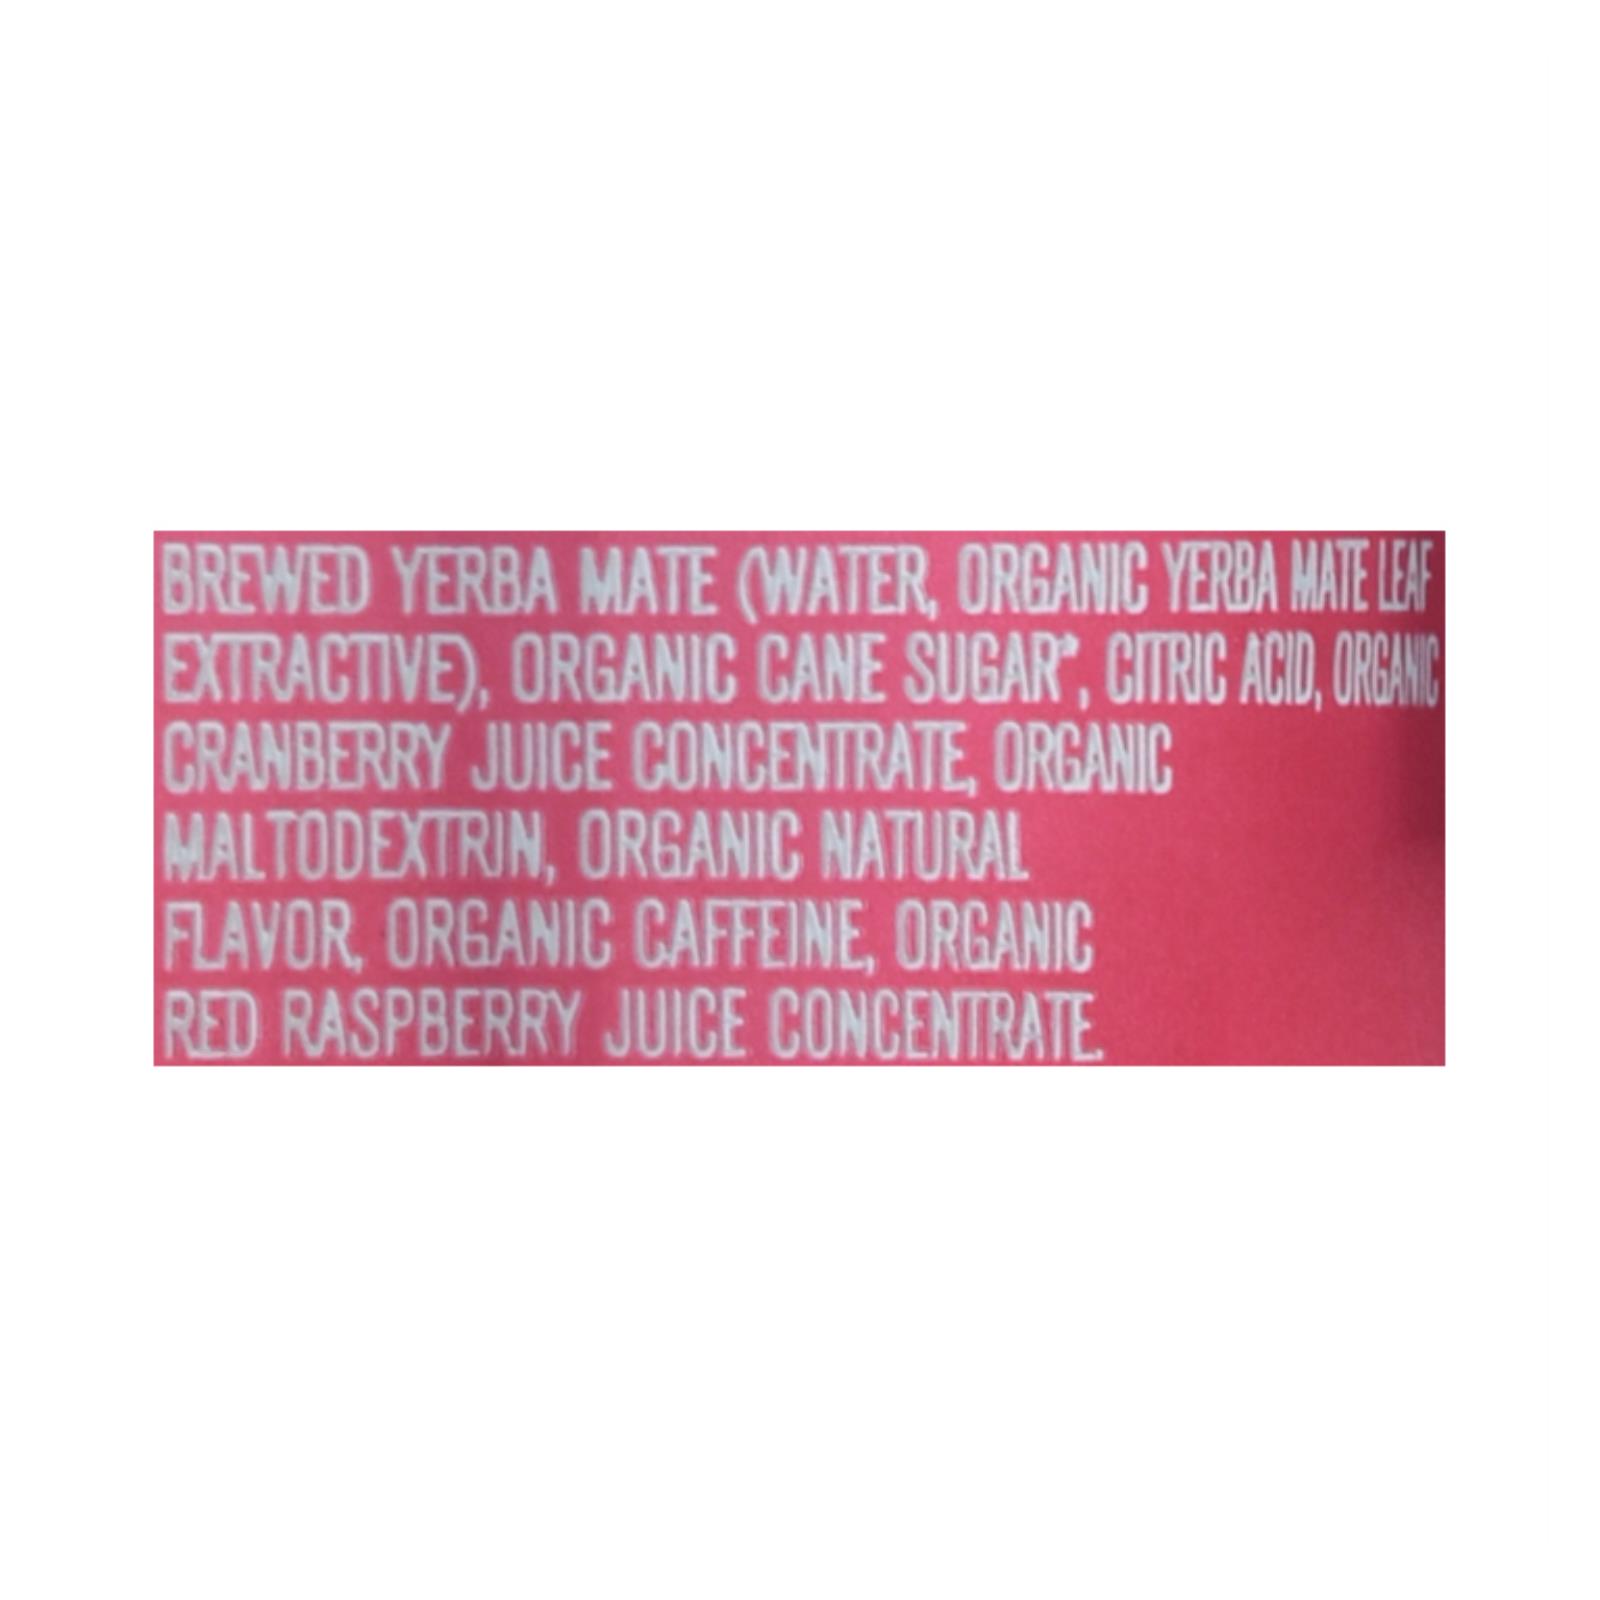 BREWED YERBA MATE (WATER, ORGANIC YERBA MATE LEAF
EXTRACTIVE), ORGANIC CANE SUGAR*, CITRIC ACID, ORGANIC
CRANBERRY JUICE CONCENTRATE, ORGANIC
MALTODEXTRIN, ORGANIC NATURAL
FLAVOR, ORGANIC CAFFEINE, ORGANIC
RED RASPBERRY JUICE CONCENTRATE.